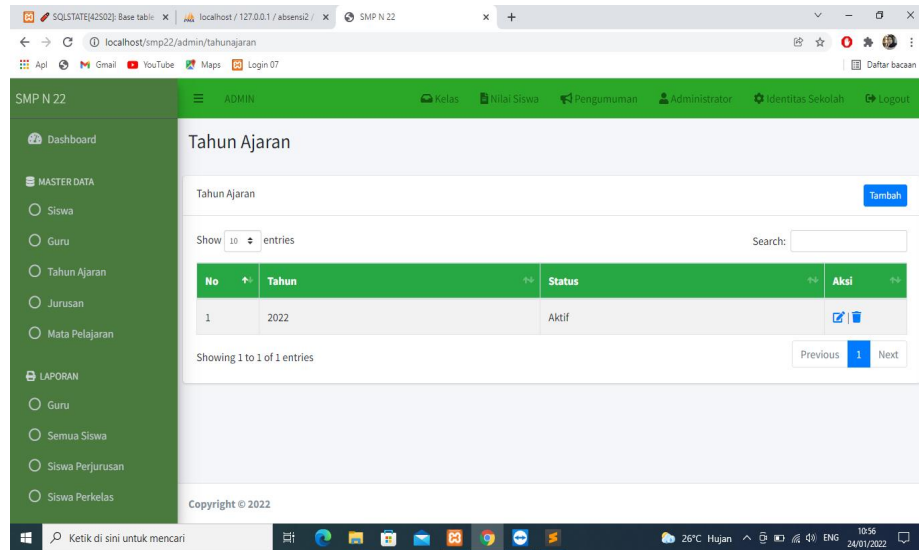 SQLSTATE[42S02]: Base table
localhost / 127.0.0.1 / absensi2 /
SMP N 22
localhost/smp22/admin/tahunajaran
Apl
Gmail
YouTube
Maps
Login 07
Daftar bacaan
SMP N 22
ADMIN
Kelas
Nilai Siswa
Pengumuman
Administrator
Identitas Sekolah
Logout
Dashboard
MASTER DATA
Siswa
Guru
Tahun Ajaran
Jurusan
Mata Pelajaran
LAPORAN
Guru
Semua Siswa
Siswa Perjurusan
Siswa Perkelas
Tahun Ajaran
Tahun Ajaran
Tambah
Show 10 entries
Search:
No Tahun Status Aksi
1 2022 Aktif
Showing 1 to 1 of 1 entries
Previous 1 Next
Copyright © 2022
Ketik di sini untuk mencari
26°C Hujan
ENG
10:56
24/01/2022